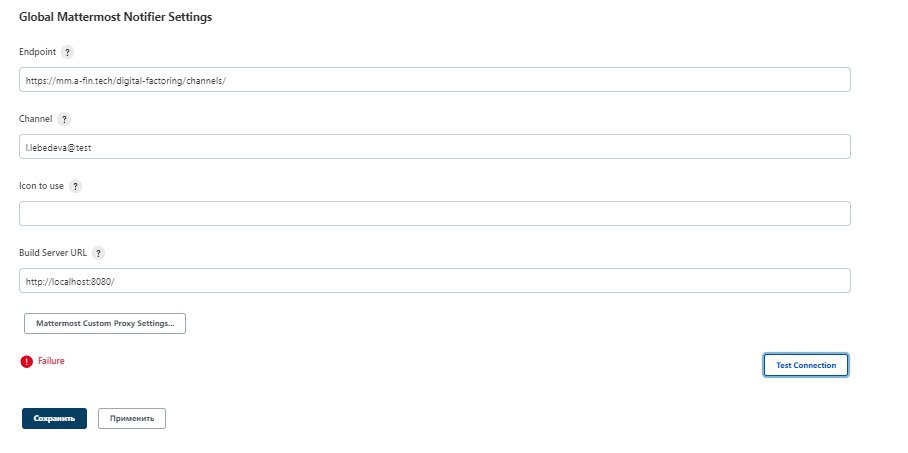 Global Mattermost Notifier Settings
Endpoint ?
https://mm.a-fin.tech/digital-factoring/channels/
Channel ?
l.lebedeva@test
Icon to use ?
Build Server URL ?
http://localhost:8080/
Mattermost Custom Proxy Settings...
! Failure
Test Connection
Сохранить Применить